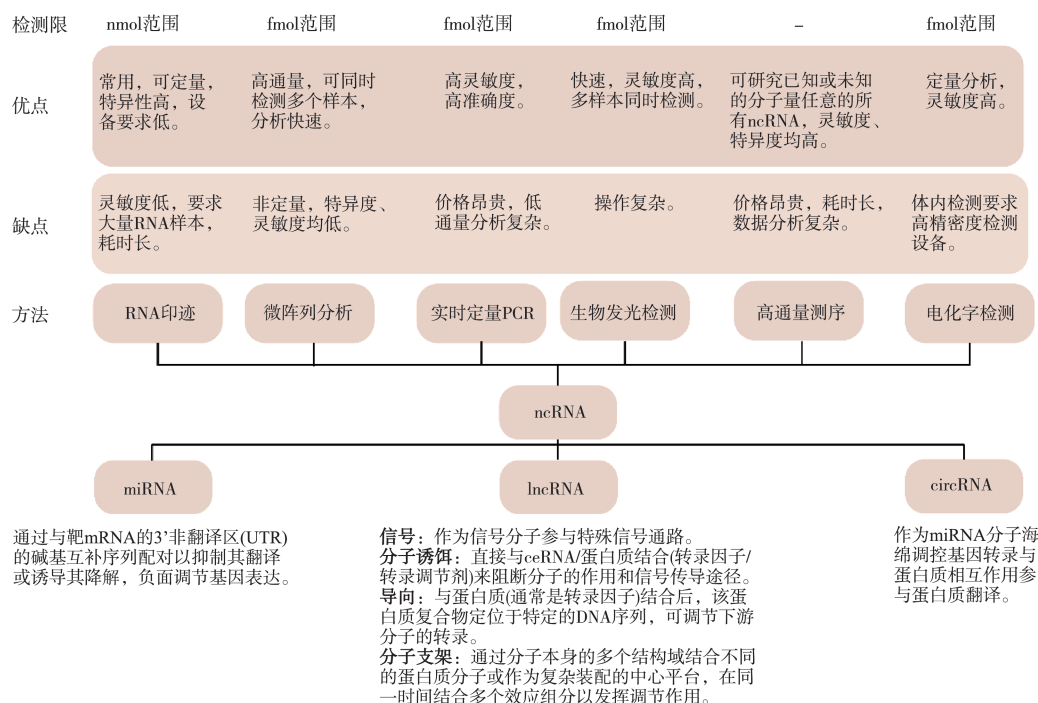 检测限 nmol范围 fmol范围 fmol范围 fmol范围 – fmol范围
优点
常用，可定量，
特异性高，设
备要求低。
高通量，可同时
检测多个样本，
分析快速。
高灵敏度，
高准确度。
快速，灵敏度高，
多样本同时检测。
可研究已知或未知
的分子量任意的所
有ncRNA，灵敏度、
特异度均高。
定量分析，
灵敏度高。
缺点
灵敏度低，要求
大量RNA样本，
耗时长。
非定量，特异度、
灵敏度均低。
价格昂贵，低
通量分析复杂。
操作复杂。
价格昂贵，耗时长，
数据分析复杂。
体内检测要求
高精密度检测
设备。
方法 RNA印迹 微阵列分析 实时定量PCR 生物发光检测 高通量测序 电化字检测
ncRNA
miRNA lncRNA circRNA
通过与靶mRNA的3’非翻译区(UTR)
的碱基互补序列配对以抑制其翻译
或诱导其降解，负面调节基因表达。
信号：作为信号分子参与特殊信号通路。
分子诱饵：直接与ceRNA/蛋白质结合(转录因子/
转录调节剂)来阻断分子的作用和信号传导途径。
导向：与蛋白质(通常是转录因子)结合后，该蛋
白质复合物定位于特定的DNA序列，可调节下游
分子的转录。
分子支架：通过分子本身的多个结构域结合不同
的蛋白质分子或作为复杂装配的中心平台，在同
一时间结合多个效应组分以发挥调节作用。
作为miRNA分子海
绵调控基因转录与
蛋白质相互作用参
与蛋白质翻译。